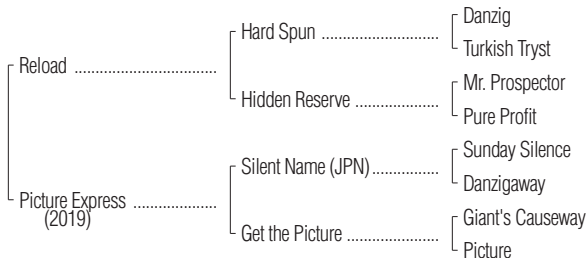 Danzig
Hard Spun ..............................
Turkish Tryst
Reload ....................................
Mr. Prospector
Hidden Reserve ......................
Pure Profit
Sunday Silence
Silent Name (JPN).................
Danzigaway
Picture Express .....................
(2019)
Giant's Causeway
Get the Picture .......................
Picture